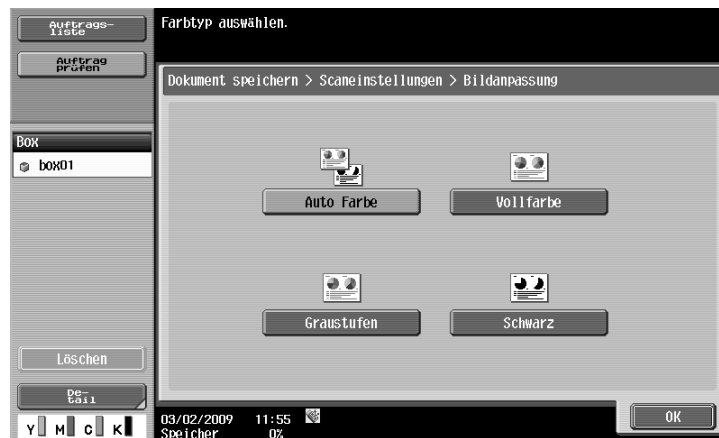 Auftrags-
liste
Auftrag
prüfen
Box
box01
Löschen
De-
tail
Y M C K
Farbtyp auswählen.
Dokument speichern > Scaneinstellungen > Bildanpassung
Auto Farbe
Vollfarbe
Graustufen
Schwarz
OK
03/02/2009 11:55
Speicher 0%